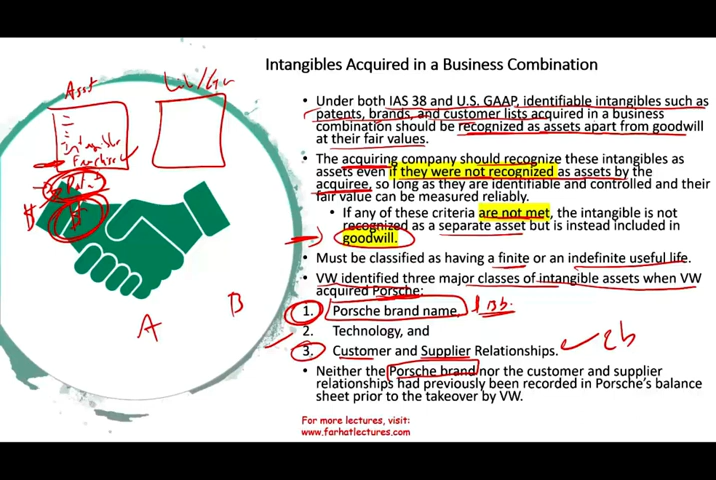 Intangibles Acquired in a Business Combination
Asset
• Under both IAS 38 and U.S. GAAP, identifiable intangibles such as
patents, brands, and customer lists acquired in a business
combination should be recognized as assets apart from goodwill
at their fair values.
• The acquiring company should recognize these intangibles as
assets even if they were not recognized as assets by the
acquiree, so long as they are identifiable and controlled and their
fair value can be measured reliably.
• If any of these criteria are not met, the intangible is not
recognized as a separate asset but is instead included in
goodwill.
• Must be classified as having a finite or an indefinite useful life.
• VW identified three major classes of intangible assets when VW
acquired Porsche:
1. Porsche brand name,
2. Technology, and
3. Customer and Supplier Relationships.
• Neither the Porsche brand nor the customer and supplier
relationships had previously been recorded in Porsche's balance
sheet prior to the takeover by VW.
Franchise
A
B
For more lectures, visit:
www.farhatlectures.com